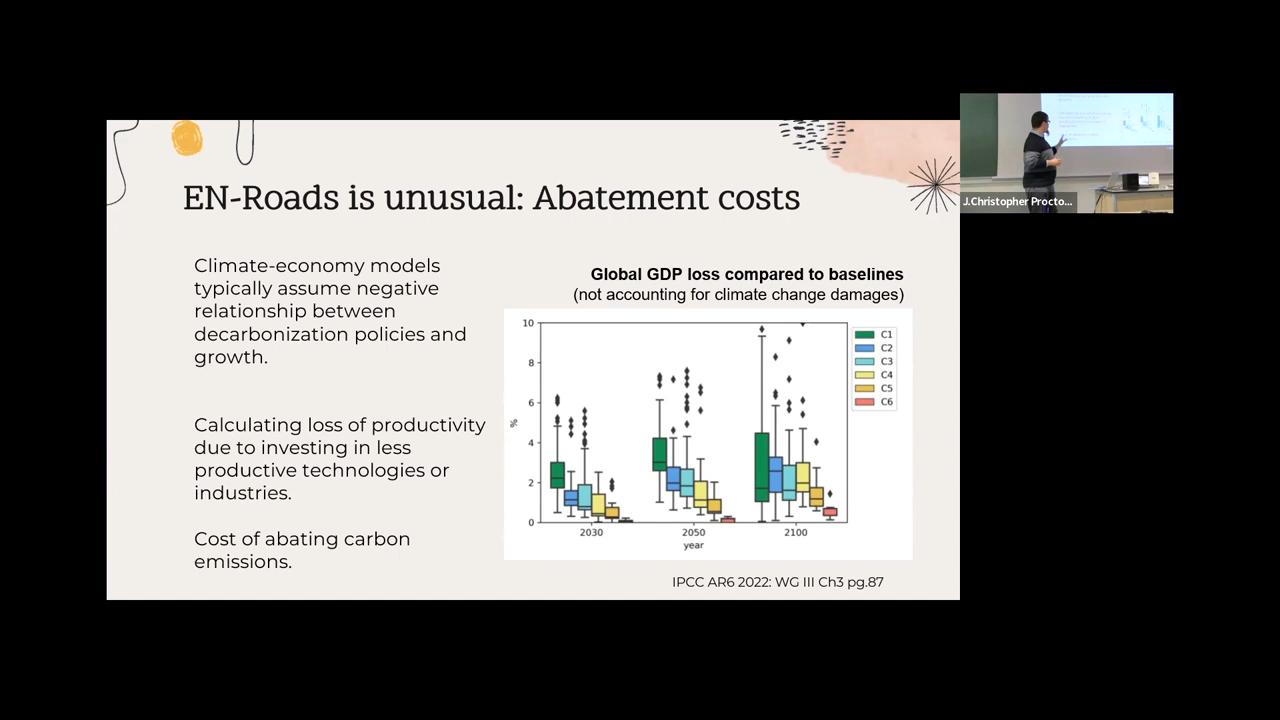 EN-Roads is unusual: Abatement costs
Climate-economy models
typically assume negative
relationship between
decarbonization policies and
growth.
Calculating loss of productivity
due to investing in less
productive technologies or
industries.
Cost of abating carbon
emissions.
Global GDP loss compared to baselines
(not accounting for climate change damages)
10
8
6
4
2
0
%
2030 2050 2100
year
C1
C2
C3
C4
C5
C6
IPCC AR6 2022: WG III Ch3 pg.87
J.Christopher Procto...